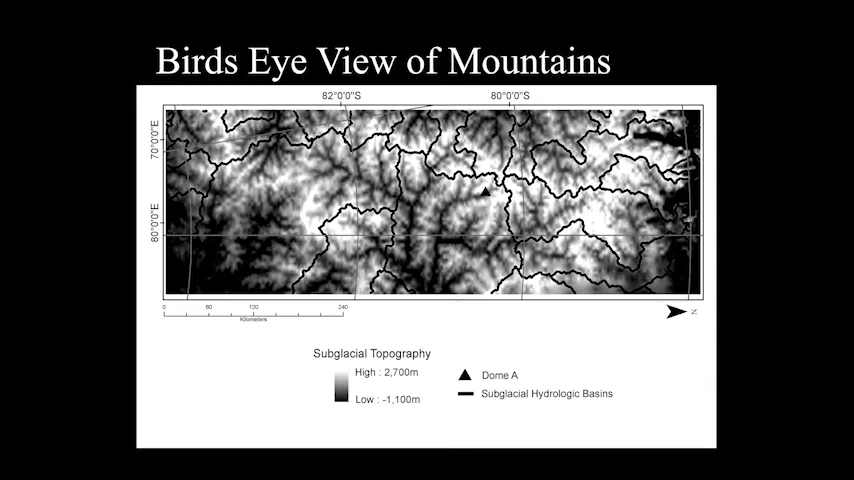 Birds Eye View of Mountains
82°0'0"S
80°0'0"S
70°0'0"E
80°0'0"E
0 60 120 240
Kilometers
N
Subglacial Topography
High : 2,700m
Low : -1,100m
Dome A
Subglacial Hydrologic Basins